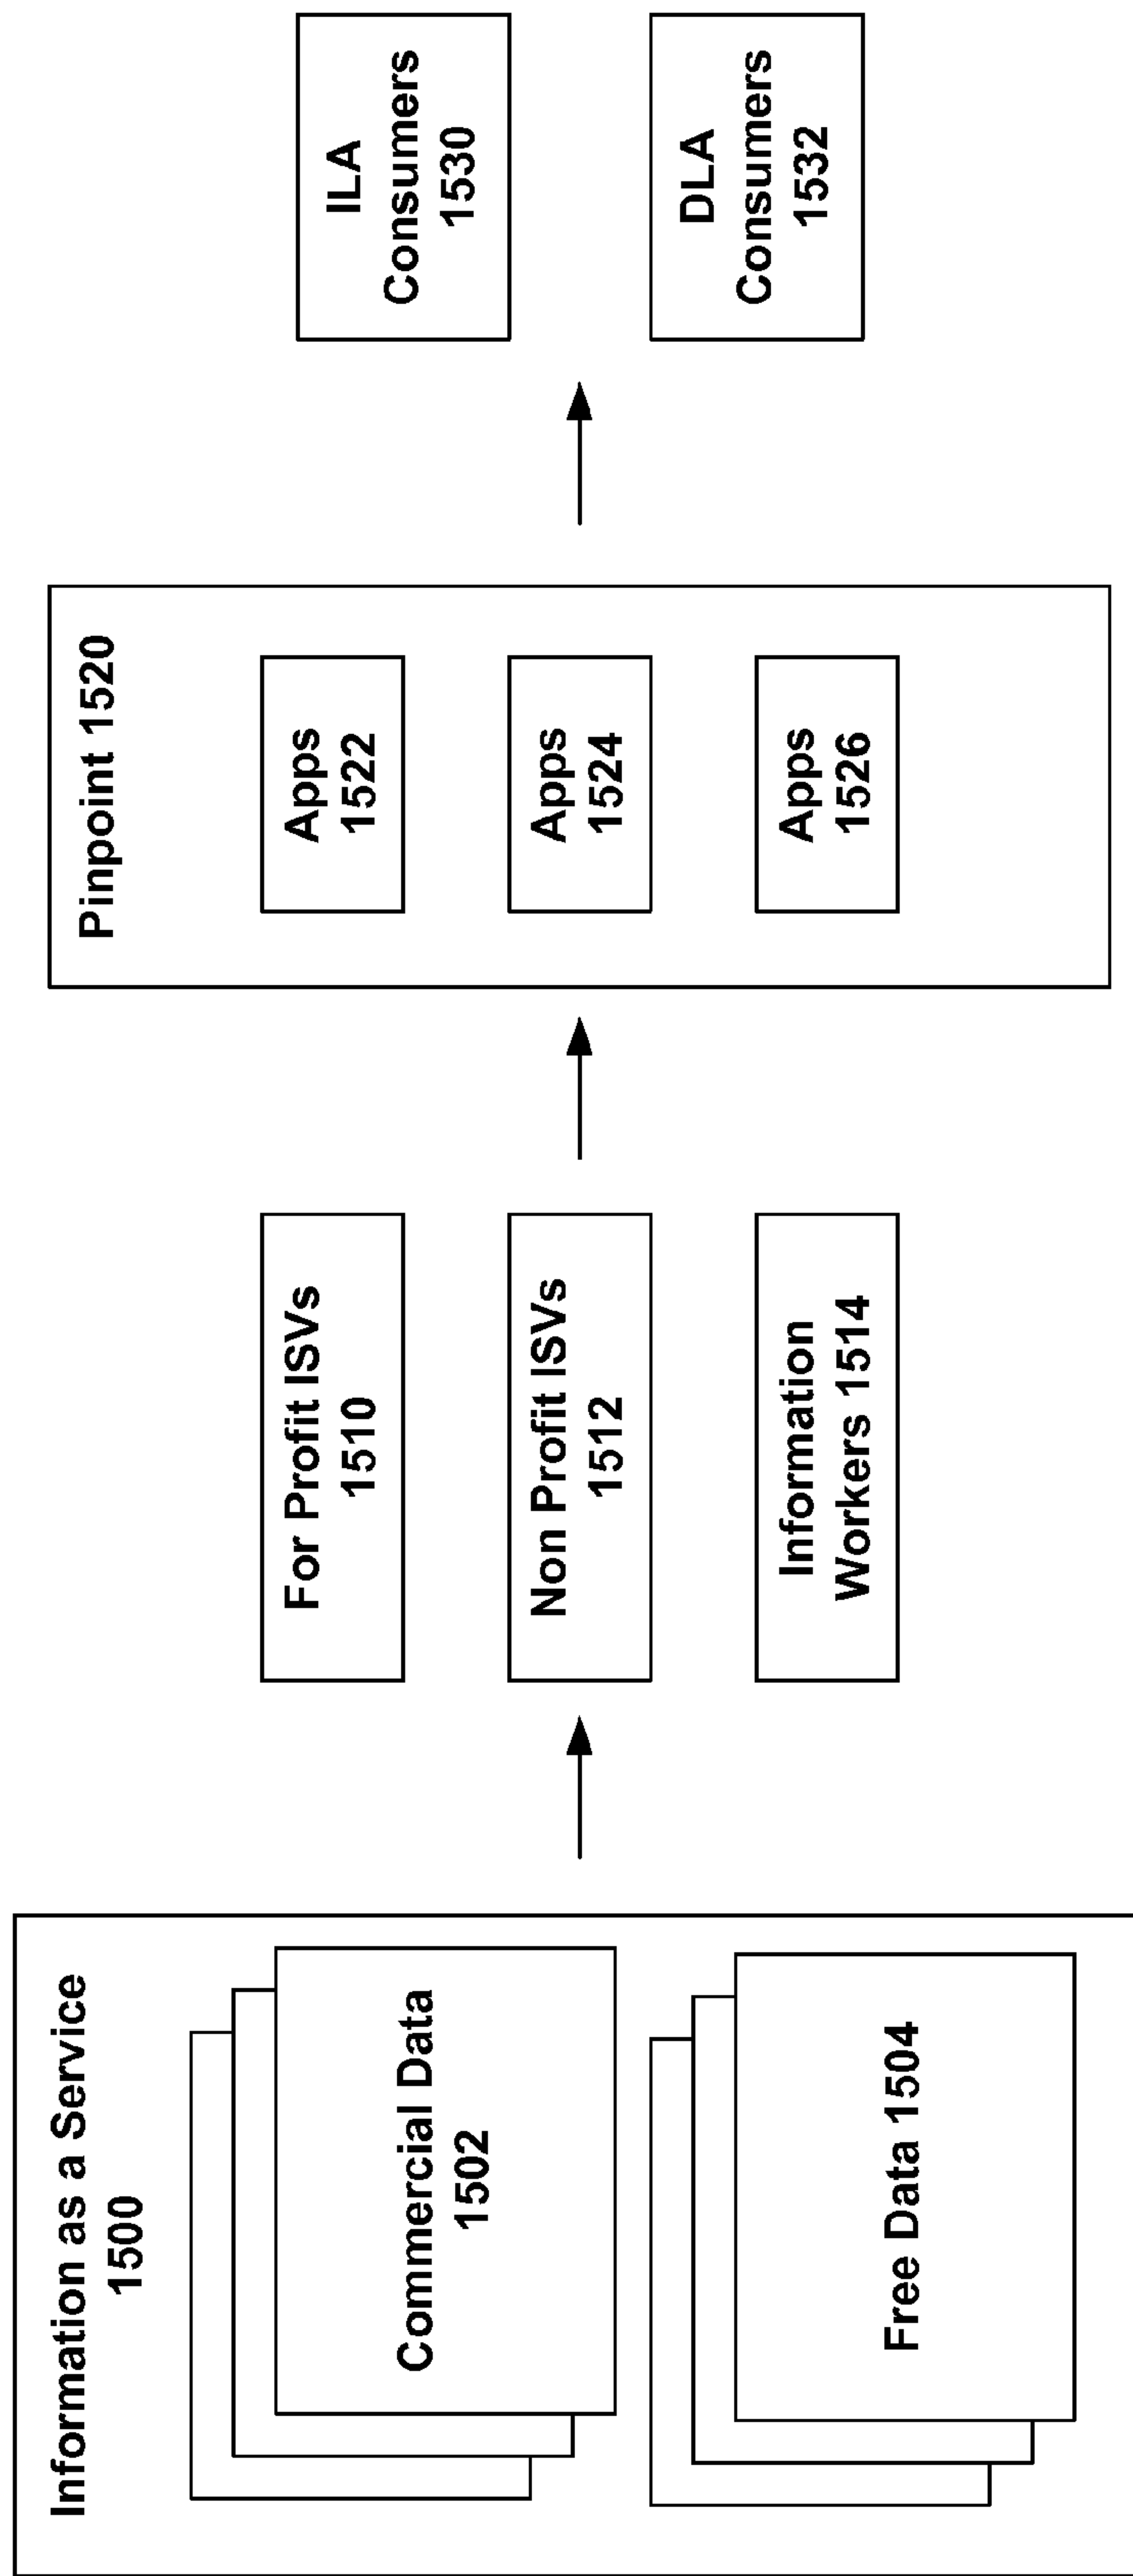 Information as a Service
1500
Commercial Data
1502
Free Data 1504
For Profit ISVs
1510
Non Profit ISVs
1512
Information
Workers 1514
Pinpoint 1520
Apps
1522
Apps
1524
Apps
1526
ILA
Consumers
1530
DLA
Consumers
1532